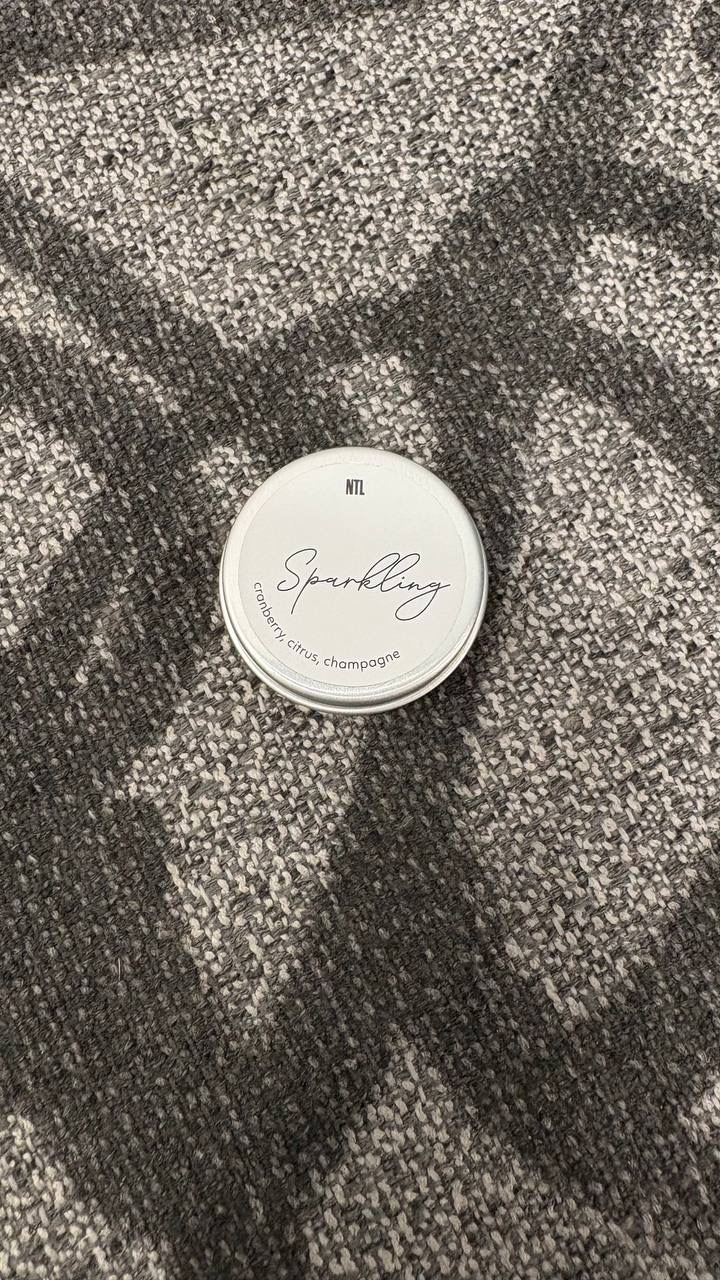 NTL
Sparkling
cranberry, citrus, champagne